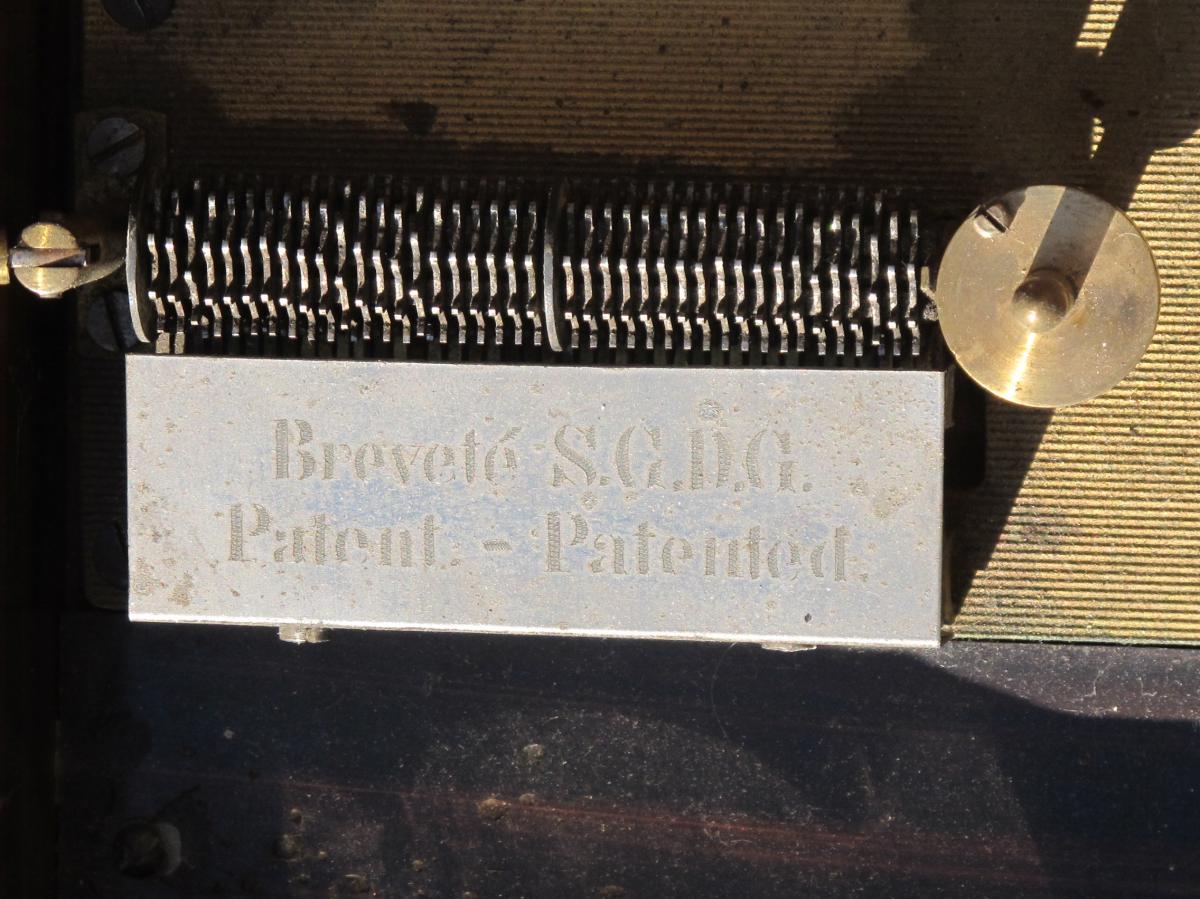 Breveté S.G.D.G.
Patent. - Patented.